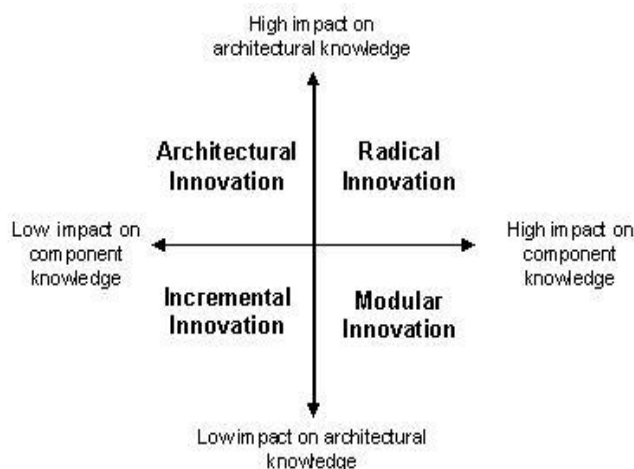 High impact on
architectural knowledge
Architectural
Innovation
Radical
Innovation
Low impact on
component
knowledge
High impact on
component
knowledge
Incremental
Innovation
Modular
Innovation
Low impact on architectural
knowledge